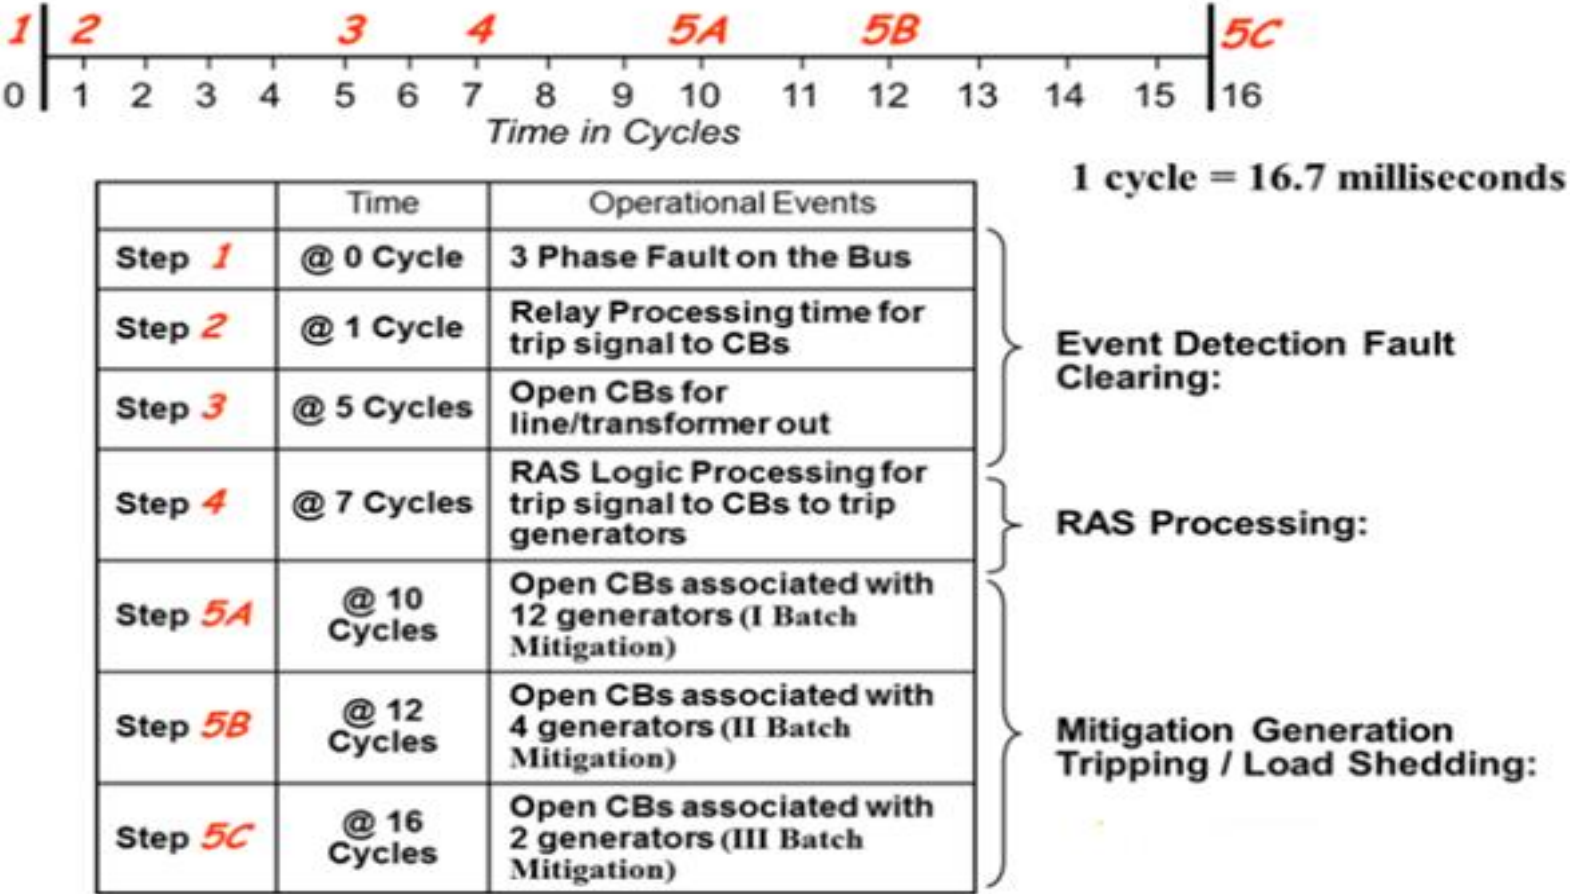 1 2 3 4 5A 5B 5C
0 1 2 3 4 5 6 7 8 9 10 11 12 13 14 15 16
Time in Cycles
1 cycle = 16.7 milliseconds
Time Operational Events
Step 1 @ 0 Cycle 3 Phase Fault on the Bus
Step 2 @ 1 Cycle Relay Processing time for
trip signal to CBs
Step 3 @ 5 Cycles Open CBs for
line/transformer out
Event Detection Fault
Clearing:
Step 4 @ 7 Cycles RAS Logic Processing for
trip signal to CBs to trip
generators
RAS Processing:
Step 5A @ 10
Cycles
Open CBs associated with
12 generators (I Batch
Mitigation)
Step 5B @ 12
Cycles
Open CBs associated with
4 generators (II Batch
Mitigation)
Step 5C @ 16
Cycles
Open CBs associated with
2 generators (III Batch
Mitigation)
Mitigation Generation
Tripping / Load Shedding: